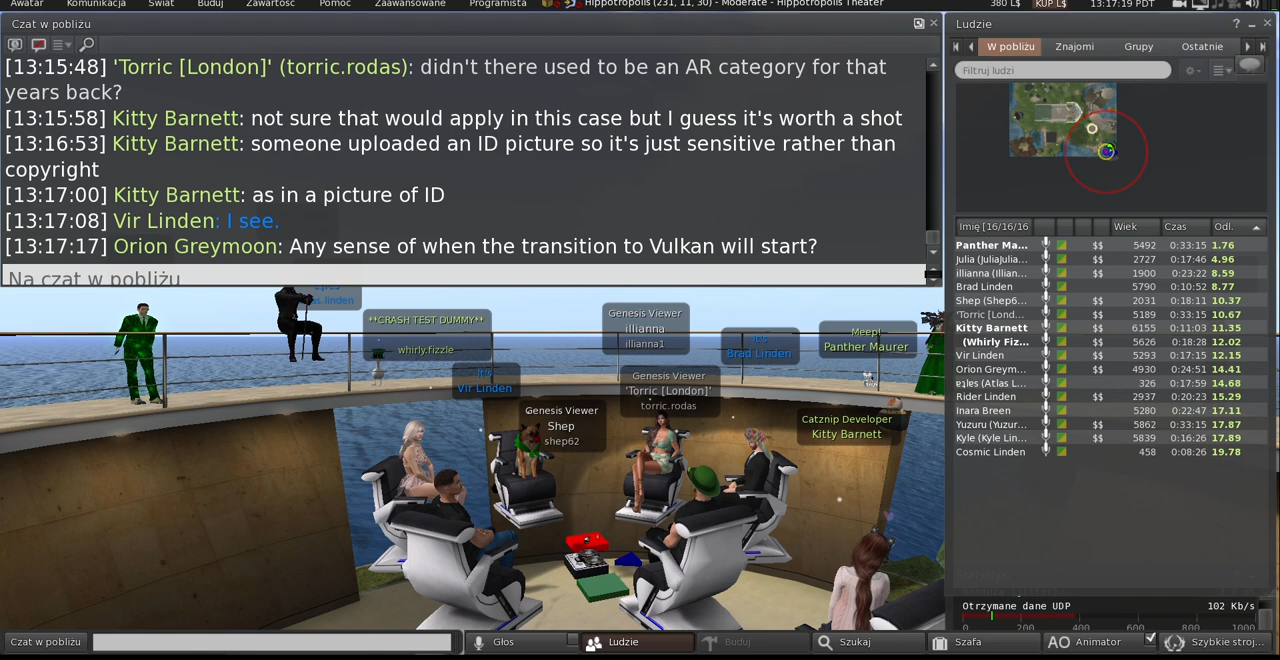 Awatar Komunikacja Świat Buduj Zawartość Pomoc Zaawansowane Programista Hippotropolis (231, 11, 30) - Moderate - Hippotropolis Theater 380 L$ KUP L$ 13:17:19 PDT
Czat w pobliżu
[13:15:48] 'Torric [London]' (torric.rodas): didn't there used to be an AR category for that
years back?
[13:15:58] Kitty Barnett: not sure that would apply in this case but I guess it's worth a shot
[13:16:53] Kitty Barnett: someone uploaded an ID picture so it's just sensitive rather than
copyright
[13:17:00] Kitty Barnett: as in a picture of ID
[13:17:08] Vir Linden: I see.
[13:17:17] Orion Greymoon: Any sense of when the transition to Vulkan will start?
Na czat w pobliżu
Ludzie
W pobliżu Znajomi Grupy Ostatnie
Filtruj ludzi
Imię [16/16/16 Wiek Czas Odl.
Panther Ma... $$ 5492 0:33:15 1.76
Julia (JuliaJulia... $$ 2727 0:17:46 4.96
illianna (Illian... $$ 1900 0:23:22 8.59
Brad Linden 5790 0:10:52 8.77
Shep (Shep6... $$ 2031 0:18:11 10.37
'Torric [Lond... $$ 5189 0:33:15 10.67
Kitty Barnett $$ 6155 0:11:03 11.35
(Whirly Fiz... $$ 5626 0:18:28 12.02
Vir Linden $$ 5293 0:17:15 12.15
Orion Greym... $$ 4930 0:24:51 14.41
(Atlas L... 326 0:17:59 14.68
Rider Linden $$ 2937 0:20:23 15.29
Inara Breen 5280 0:22:47 17.11
Yuzuru (Yuzur... $$ 5862 0:33:15 17.87
Kyle (Kyle Lin... $$ 5839 0:16:26 17.89
Cosmic Linden 458 0:08:26 19.78
**CRASH TEST DUMMY**
whirly.fizzle
It's
Vir Linden
Genesis Viewer
illianna
illianna1
It's
Brad Linden
Meep!
Panther Maurer
Genesis Viewer
'Torric [London]'
torric.rodas
Genesis Viewer
Shep
shep62
Catznip Developer
Kitty Barnett
Otrzymane dane UDP 102 Kb/s
0 200 400 600 800 1000
Czat w pobliżu Głos Ludzie Buduj Szukaj Szafa AO Animator Szybkie stroj...